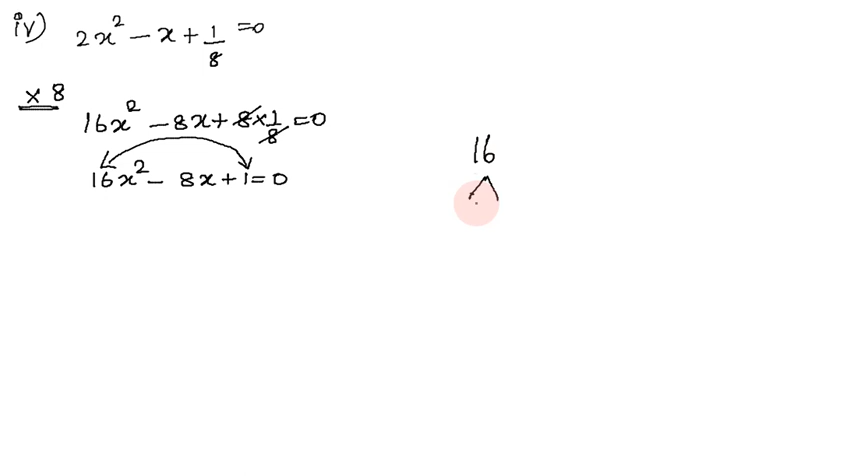 iv) 2x² − x + 1/8 = 0
× 8
16x² − 8x + 8 × 1/8 = 0
16x² − 8x + 1 = 0
16